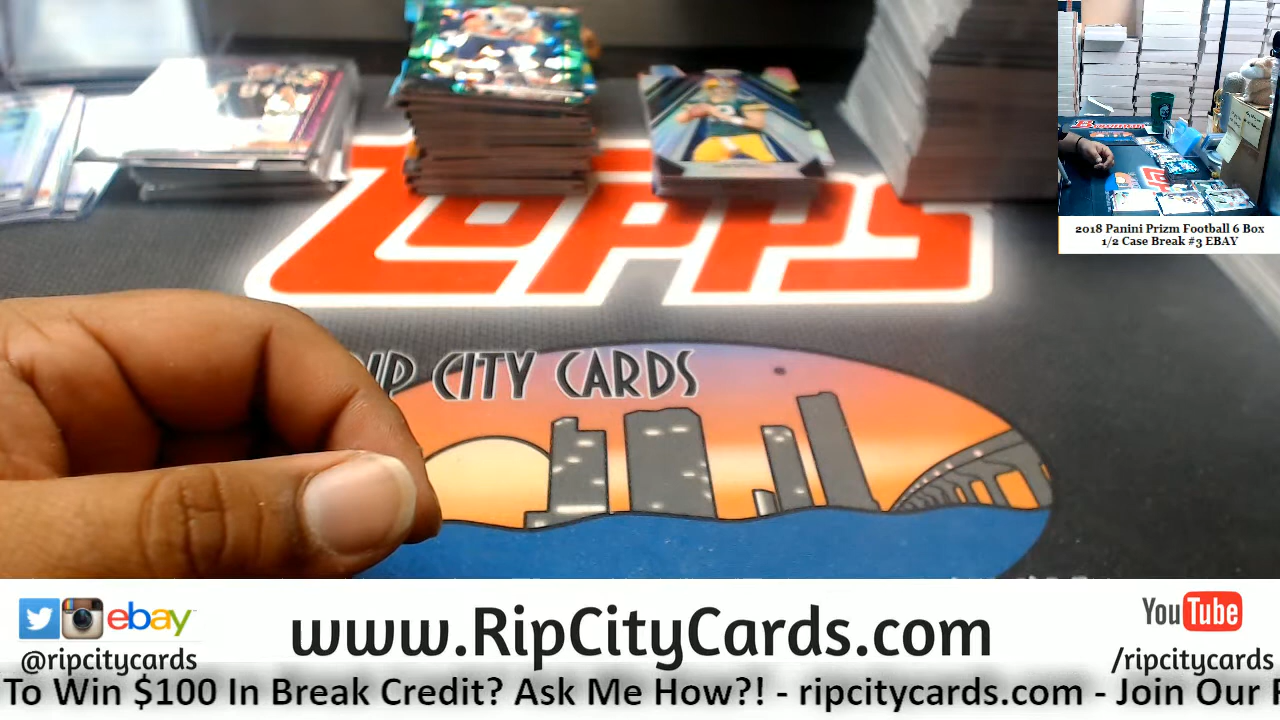 topps
RIP CITY CARDS
2018 Panini Prizm Football 6 Box
1/2 Case Break #3 EBAY
ebay
@ripcitycards
www.RipCityCards.com
YouTube
/ripcitycards
To Win $100 In Break Credit? Ask Me How?! - ripcitycards.com - Join Our